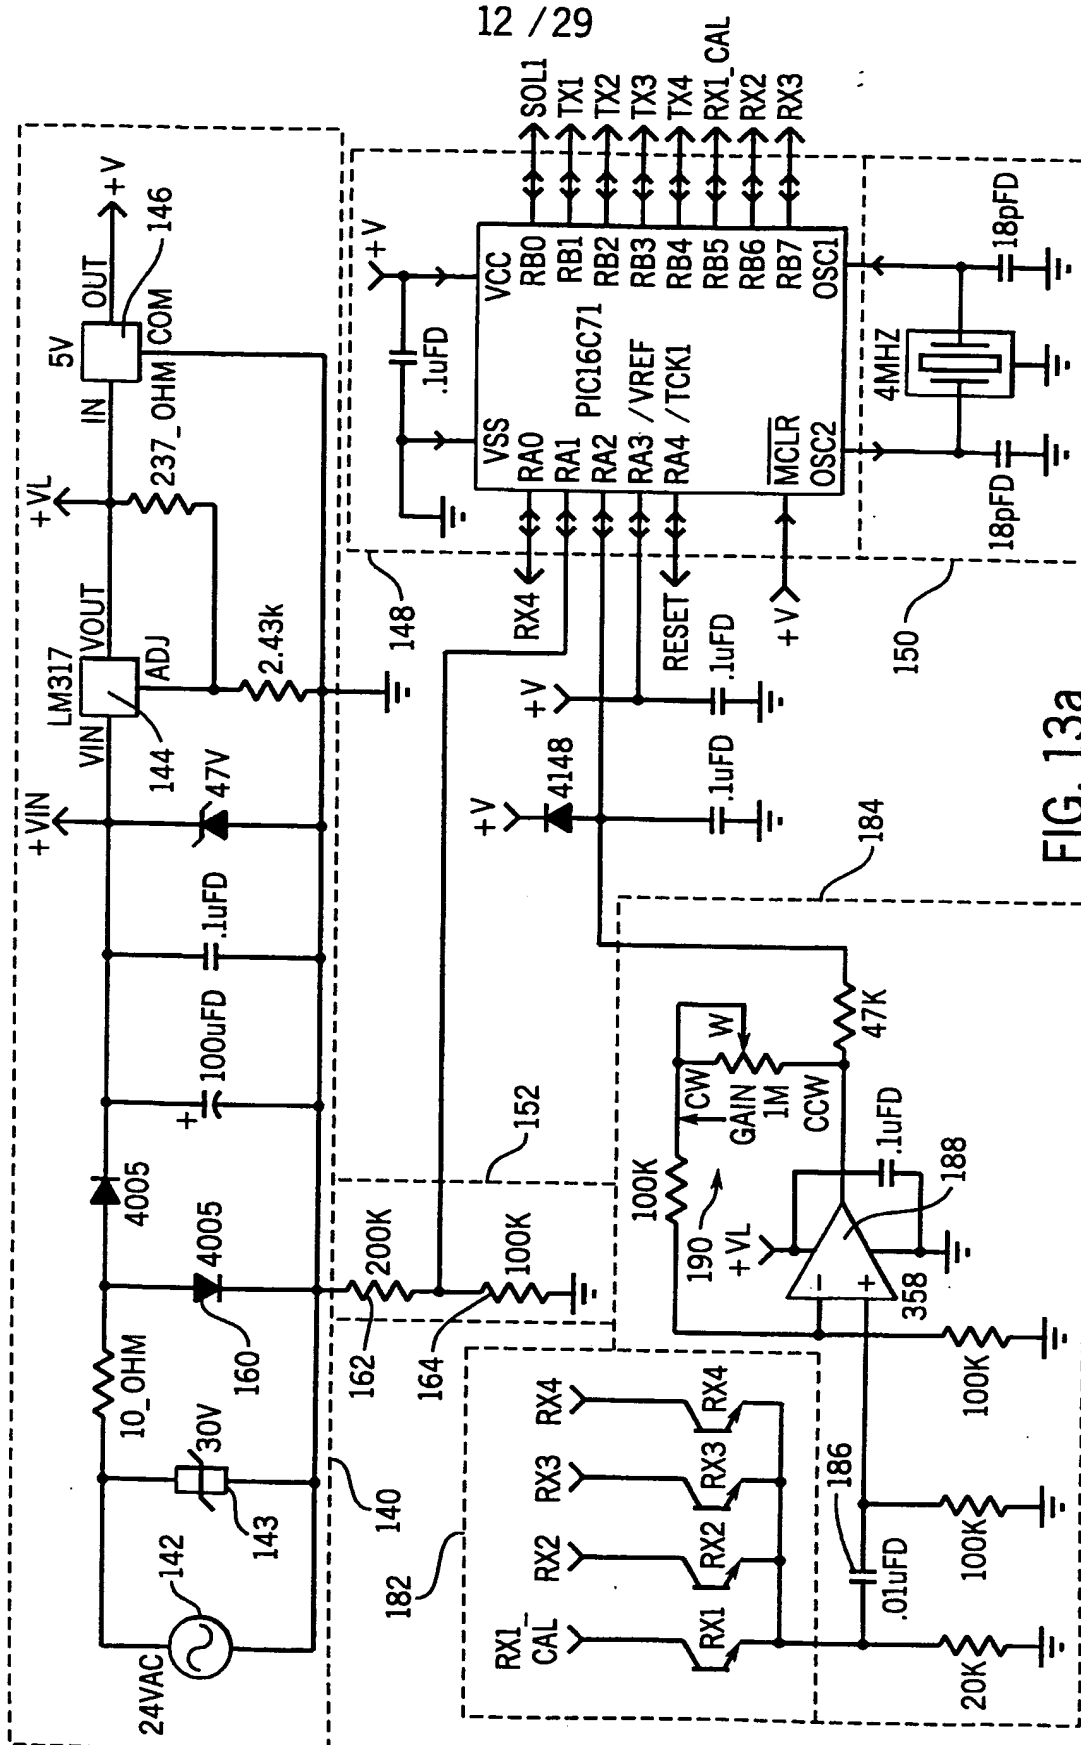 12 / 29
24VAC
142
30V
143
10_OHM
160
4005
4005
+
100uFD
.1uFD
+VIN
47V
VIN
LM317
VOUT
ADJ
144
2.43k
+VL
237_OHM
IN
5V
OUT
COM
146
+V
140
162
200K
164
100K
152
148
+V
.1uFD
VSS
VCC
RA0
RA1
RA2
RA3 /VREF
RA4 /TCK1
MCLR
OSC2
PIC16C71
RB0
RB1
RB2
RB3
RB4
RB5
RB6
RB7
OSC1
SOL1
TX1
TX2
TX3
TX4
RX1_CAL
RX2
RX3
RX4
RESET
+V
+V
.1uFD
+V
4148
.1uFD
4MHZ
18pFD
18pFD
150
182
RX1_
CAL
RX2
RX3
RX4
RX1
RX2
RX3
RX4
186
.01uFD
20K
100K
100K
190
100K
CW
W
GAIN
1M
CCW
47K
+VL
-
+
358
.1uFD
188
184
FIG. 13a